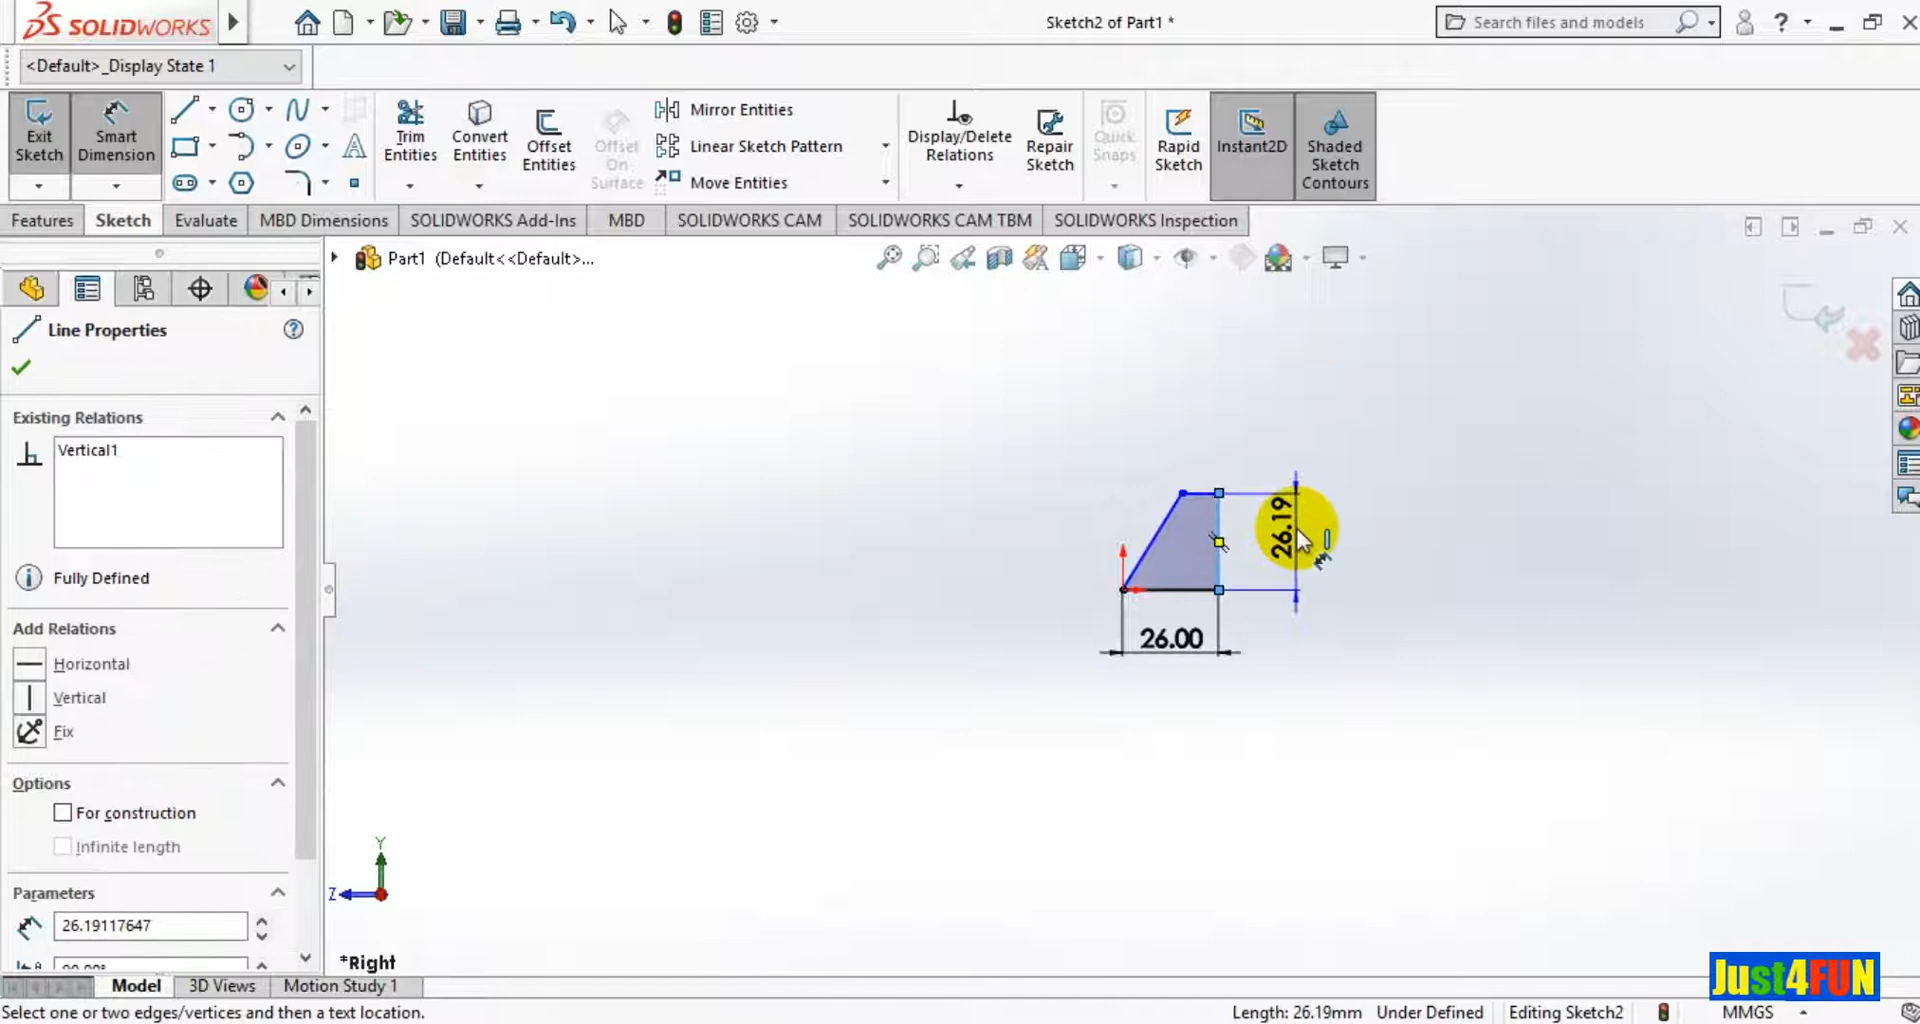 SOLIDWORKS
Sketch2 of Part1 *
Search files and models
?
<Default>_Display State 1
Exit Sketch
Smart Dimension
Trim Entities
Convert Entities
Offset Entities
Offset On- Surface
Mirror Entities
Linear Sketch Pattern
Move Entities
Display/Delete Relations
Repair Sketch
Quick Snaps
Rapid Sketch
Instant2D
Shaded Sketch Contours
Features
Sketch
Evaluate
MBD Dimensions
SOLIDWORKS Add-Ins
MBD
SOLIDWORKS CAM
SOLIDWORKS CAM TBM
SOLIDWORKS Inspection
Part1 (Default<<Default>...
Line Properties
?
Existing Relations
Vertical1
Fully Defined
Add Relations
Horizontal
Vertical
Fix
Options
For construction
Infinite length
Parameters
26.19117647
26.19
26.00
Y
Z
*Right
Model
3D Views
Motion Study 1
Just4FUN
Select one or two edges/vertices and then a text location.
Length: 26.19mm
Under Defined
Editing Sketch2
MMGS